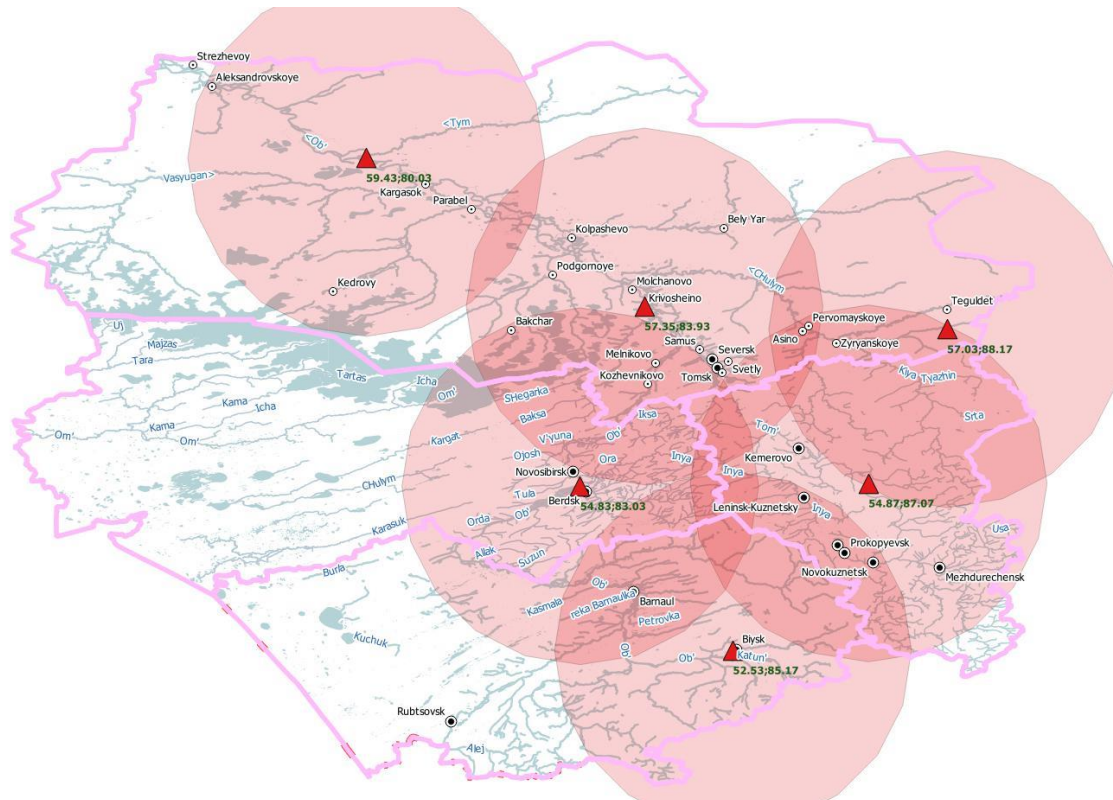 Strezhevoy
Aleksandrovskoye
<Tym
<Ob'
59.43;80.03
Vasyugan>
Kargasok
Parabel
Bely Yar
Kolpashevo
Podgornoye
<CHulym
Kedrovy
Molchanovo
Krivosheino
Teguldet
57.35;83.93
Pervomayskoye
Bakchar
Asino
57.03;88.17
Uj
Samus
Seversk
Zyryanskoye
Majzas
Melnikovo
Tara
Tomsk
Svetly
Kiya
Tyazhin
Tartas
Icha
Kozhevnikovo
Om'
SHegarka
Kama
Icha
Baksa
Iksa
Srta
Kama
Tom'
Om'
Om'
Kargat
V'yuna
Ob'
Ojosh
Ora
Inya
Kemerovo
Novosibirsk
Inya
CHulym
Tula
Berdsk
54.83;83.03
54.87;87.07
Leninsk-Kuznetsky
Inya
Karasuk
Orda
Ob'
Usa
Allak
Suzun
Prokopyevsk
Burla
Novokuznetsk
Mezhdurechensk
Ob'
Kasmala
reka Barnaulka
Barnaul
Petrovka
Kuchuk
Ob'
Biysk
Ob'
Katun'
52.53;85.17
Rubtsovsk
Alej